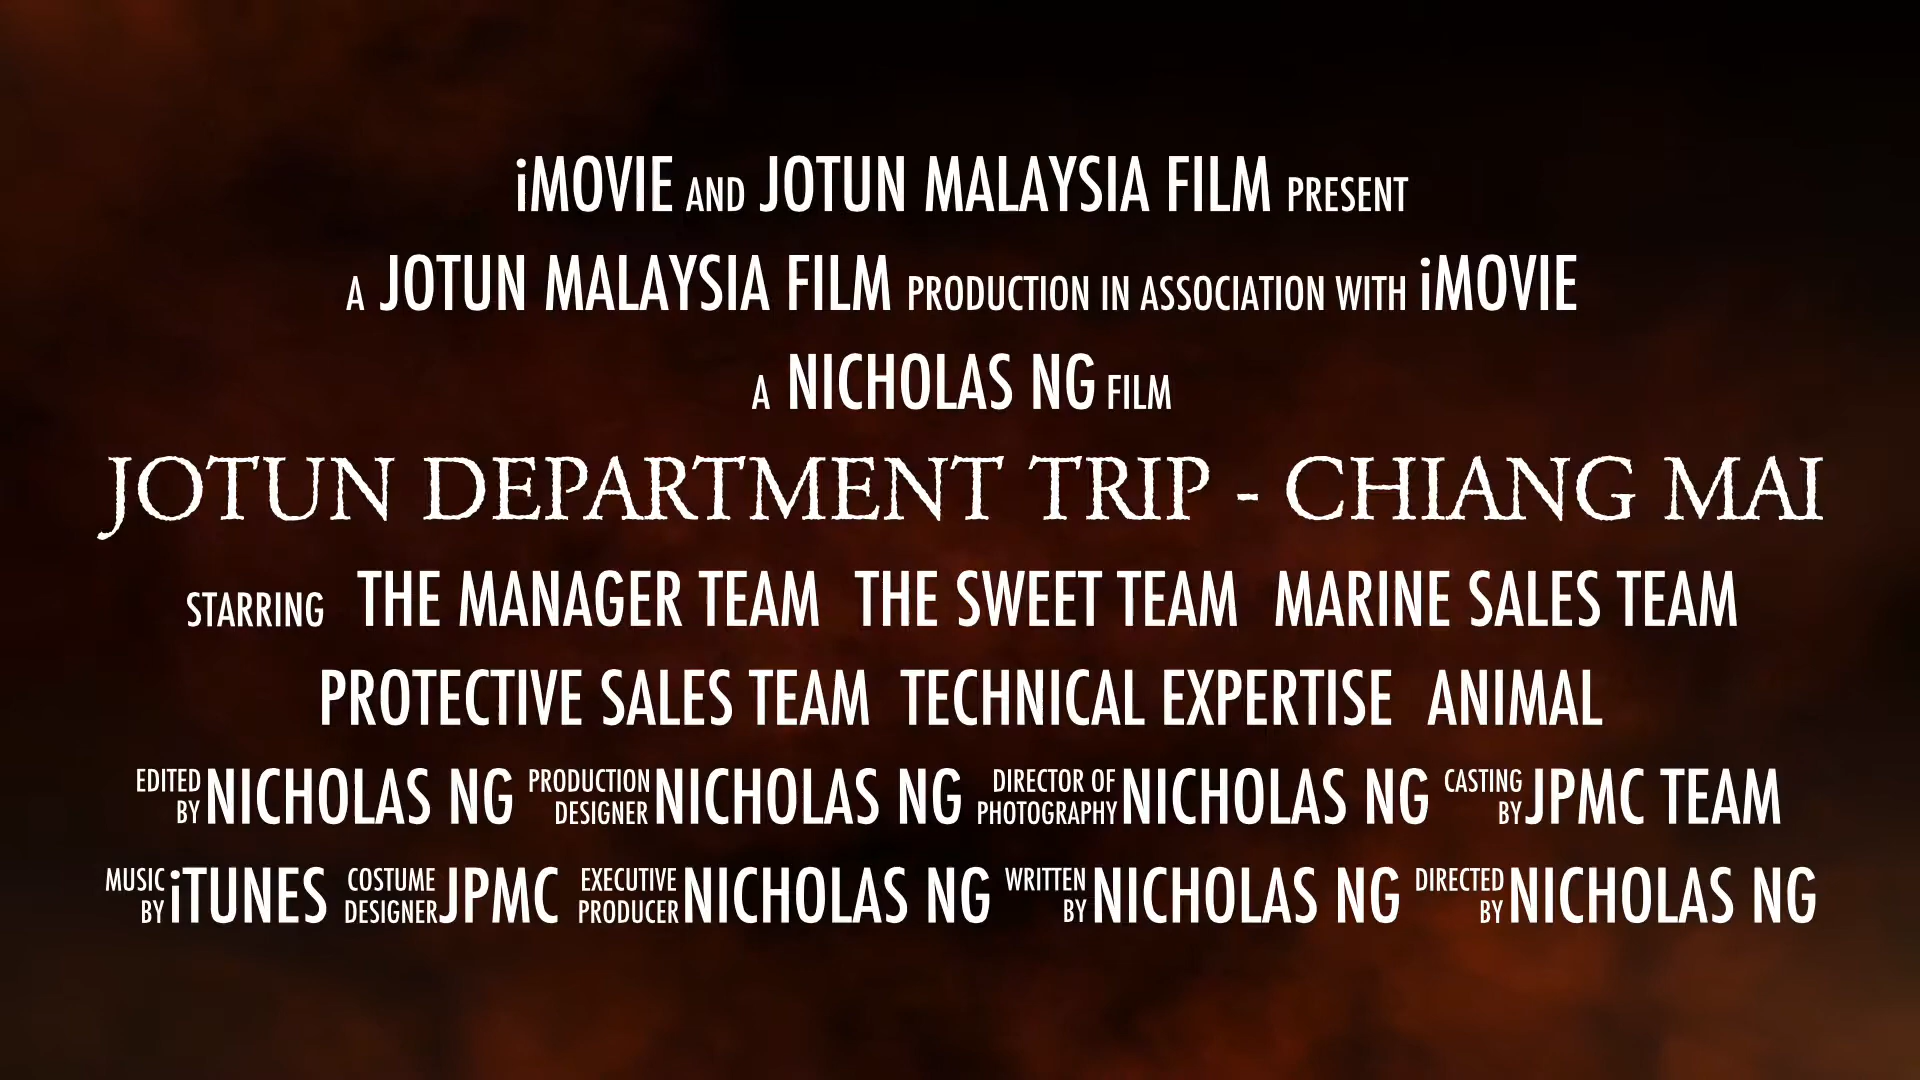 iMOVIE AND JOTUN MALAYSIA FILM PRESENT
A JOTUN MALAYSIA FILM PRODUCTION IN ASSOCIATION WITH iMOVIE
A NICHOLAS NG FILM
JOTUN DEPARTMENT TRIP - CHIANG MAI
STARRING THE MANAGER TEAM THE SWEET TEAM MARINE SALES TEAM
PROTECTIVE SALES TEAM TECHNICAL EXPERTISE ANIMAL
EDITED BY NICHOLAS NG PRODUCTION DESIGNER NICHOLAS NG DIRECTOR OF PHOTOGRAPHY NICHOLAS NG CASTING BY JPMC TEAM
MUSIC BY iTUNES COSTUME DESIGNER JPMC EXECUTIVE PRODUCER NICHOLAS NG WRITTEN BY NICHOLAS NG DIRECTED BY NICHOLAS NG